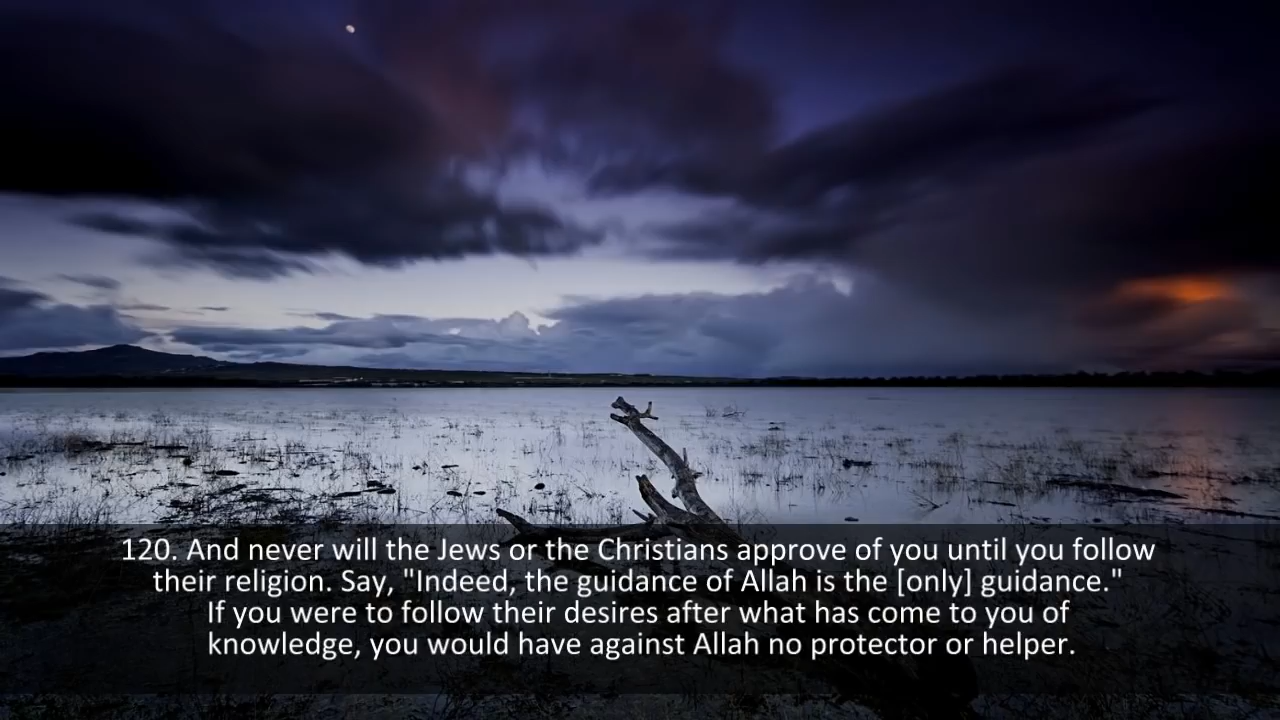 120. And never will the Jews or the Christians approve of you until you follow
their religion. Say, "Indeed, the guidance of Allah is the [only] guidance."
If you were to follow their desires after what has come to you of
knowledge, you would have against Allah no protector or helper.